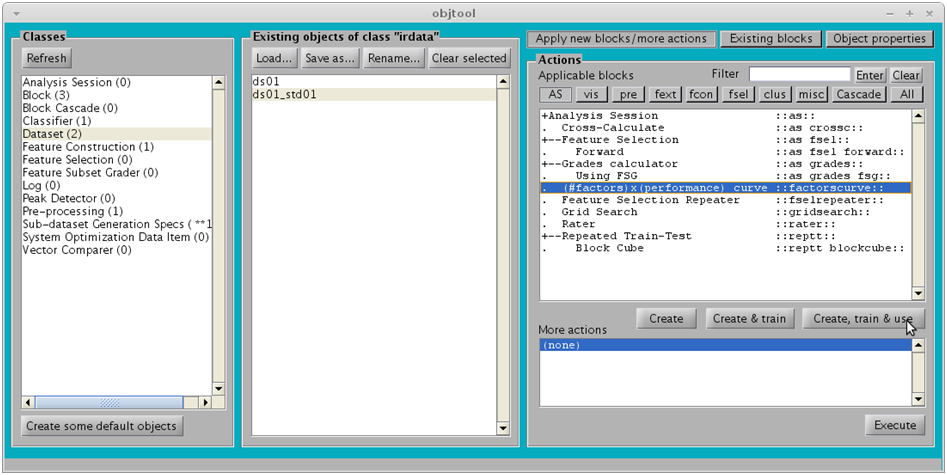 objtool
Classes
Refresh
Analysis Session (0)
Block (3)
Block Cascade (0)
Classifier (1)
Dataset (2)
Feature Construction (1)
Feature Selection (0)
Feature Subset Grader (0)
Log (0)
Peak Detector (0)
Pre-processing (1)
Sub-dataset Generation Specs ( **1
System Optimization Data Item (0)
Vector Comparer (0)
Create some default objects
Existing objects of class "irdata"
Load... Save as... Rename... Clear selected
ds01
ds01_std01
Apply new blocks/more actions Existing blocks Object properties
Actions
Applicable blocks Filter Enter Clear
AS vis pre fext fcon fsel clus misc Cascade All
+Analysis Session ::as::
. Cross-Calculate ::as crossc::
+--Feature Selection ::as fsel::
. Forward ::as fsel forward::
+--Grades calculator ::as grades::
. Using FSG ::as grades fsg::
. (#factors)x(performance) curve ::factorscurve::
. Feature Selection Repeater ::fselrepeater::
. Grid Search ::gridsearch::
. Rater ::rater::
+--Repeated Train-Test ::reptt::
. Block Cube ::reptt blockcube::
Create Create & train Create, train & use
More actions
(none)
Execute